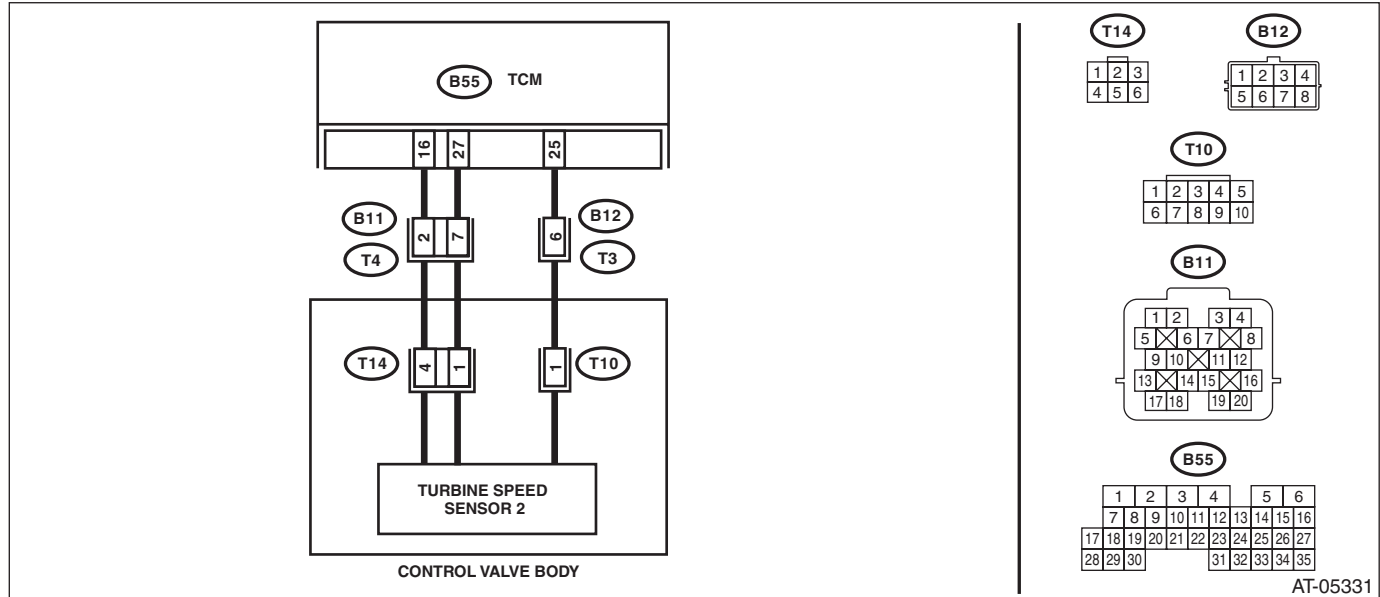 B55 TCM
16 27 25
B11 2 7 6 B12
T4 T3
T14 4 1 1 T10
TURBINE SPEED
SENSOR 2
CONTROL VALVE BODY
T14
1 2 3
4 5 6
B12
1 2 3 4
5 6 7 8
T10
1 2 3 4 5
6 7 8 9 10
B11
1 2 3 4
5 6 7 8
9 10 11 12
13 14 15 16
17 18 19 20
B55
1 2 3 4 5 6
7 8 9 10 11 12 13 14 15 16
17 18 19 20 21 22 23 24 25 26 27
28 29 30 31 32 33 34 35
AT-05331